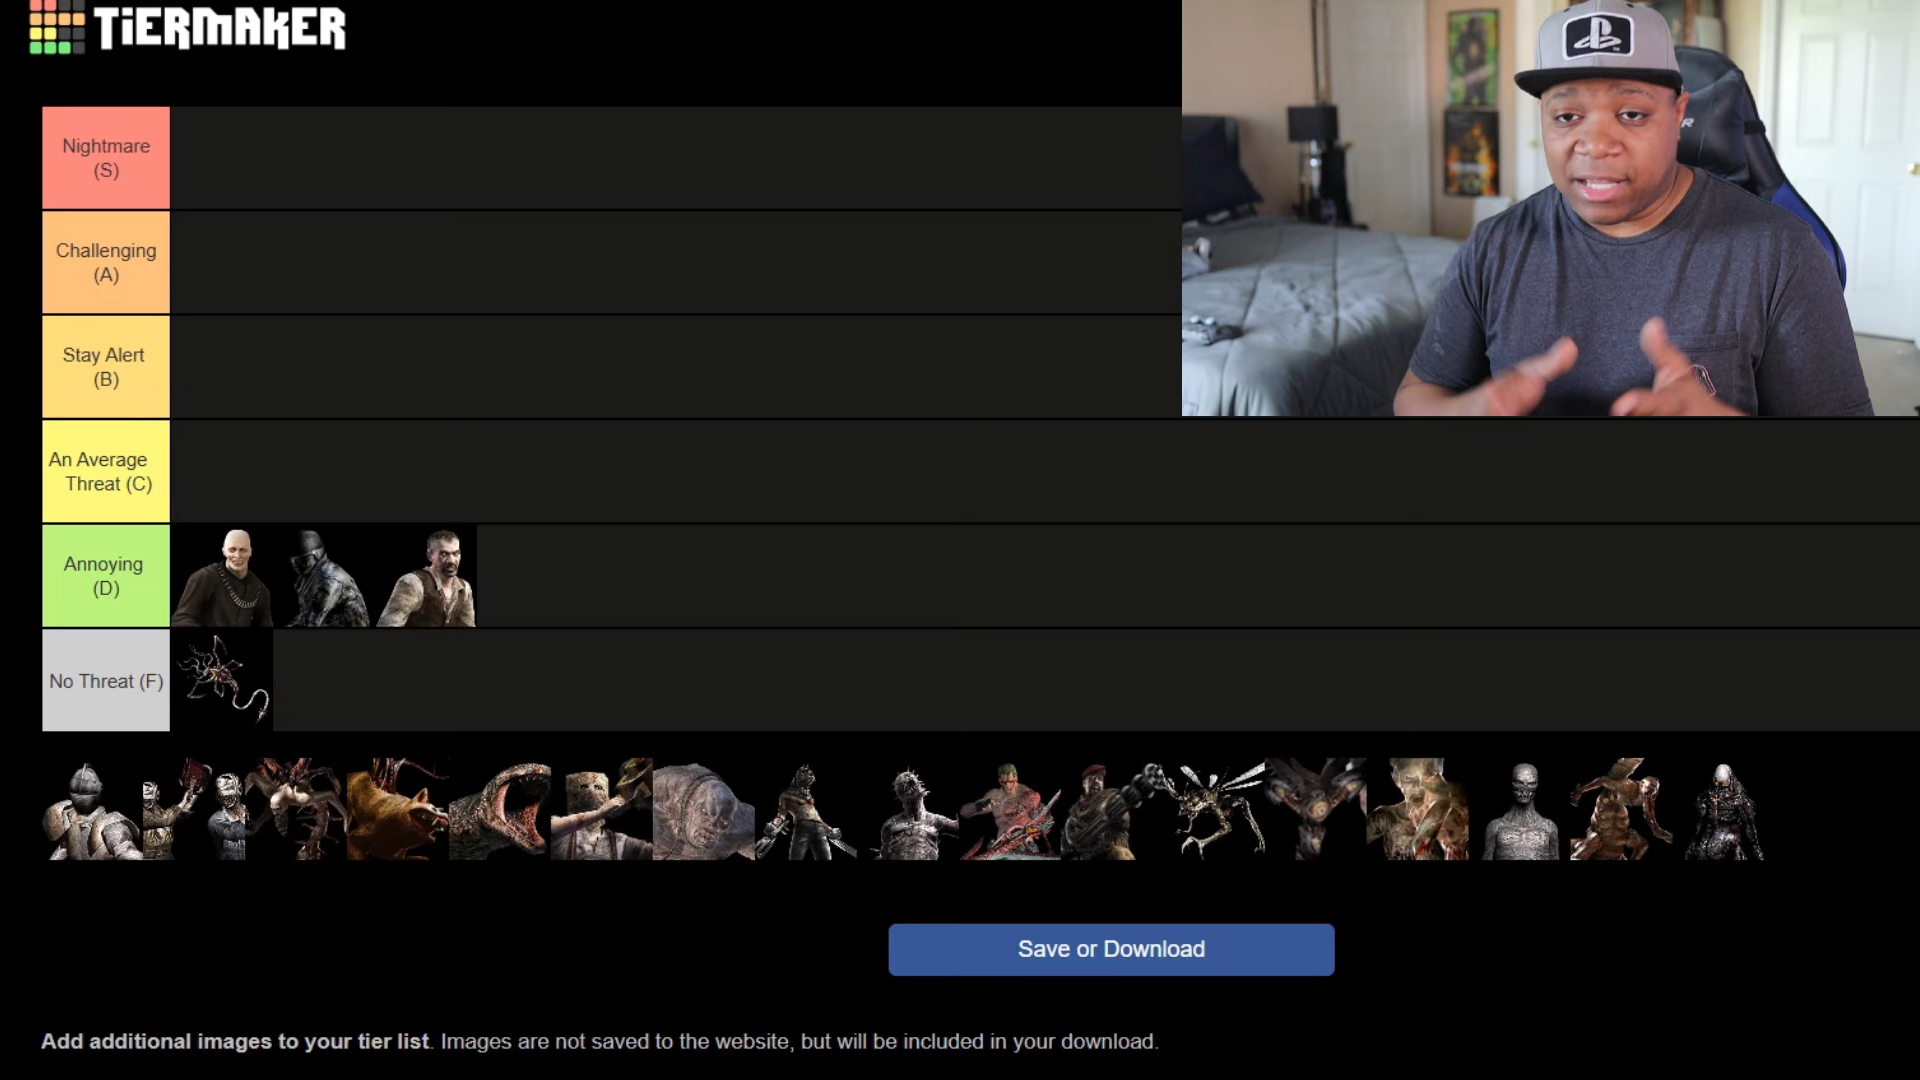 TiERMAKER
Nightmare
(S)
Challenging
(A)
Stay Alert
(B)
An Average
Threat (C)
Annoying
(D)
No Threat (F)
Save or Download
Add additional images to your tier list. Images are not saved to the website, but will be included in your download.